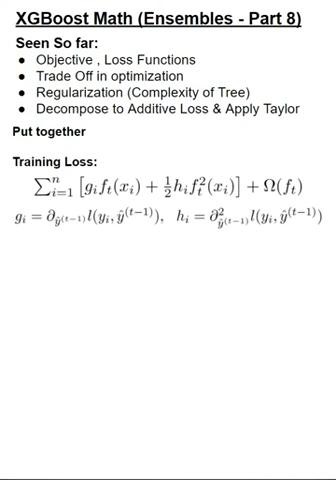 XGBoost Math (Ensembles - Part 8)
Seen So far:
● Objective , Loss Functions
● Trade Off in optimization
● Regularization (Complexity of Tree)
● Decompose to Additive Loss & Apply Taylor
Put together
Training Loss:
∑ⁿᵢ₌₁ [gᵢfₜ(xᵢ) + ½hᵢfₜ²(xᵢ)] + Ω(fₜ)
gᵢ = ∂_ŷ⁽ᵗ⁻¹⁾ l(yᵢ, ŷ⁽ᵗ⁻¹⁾), hᵢ = ∂²_ŷ⁽ᵗ⁻¹⁾ l(yᵢ, ŷ⁽ᵗ⁻¹⁾)